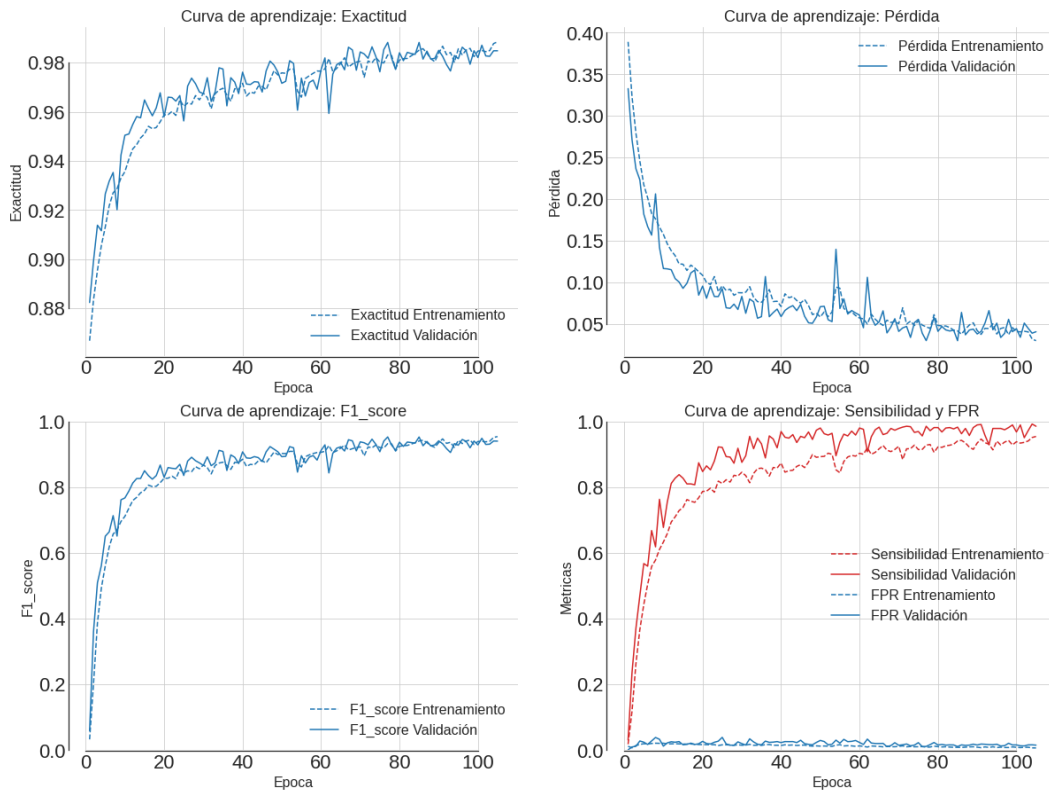 Curva de aprendizaje: Exactitud
0.98
0.96
0.94
0.92
0.90
0.88
Exactitud
Exactitud Entrenamiento
Exactitud Validación
0 20 40 60 80 100
Epoca
Curva de aprendizaje: Pérdida
0.40
0.35
0.30
0.25
0.20
0.15
0.10
0.05
Pérdida
Pérdida Entrenamiento
Pérdida Validación
0 20 40 60 80 100
Epoca
Curva de aprendizaje: F1_score
1.0
0.8
0.6
0.4
0.2
0.0
F1_score
F1_score Entrenamiento
F1_score Validación
0 20 40 60 80 100
Epoca
Curva de aprendizaje: Sensibilidad y FPR
1.0
0.8
0.6
0.4
0.2
0.0
Metricas
Sensibilidad Entrenamiento
Sensibilidad Validación
FPR Entrenamiento
FPR Validación
0 20 40 60 80 100
Epoca